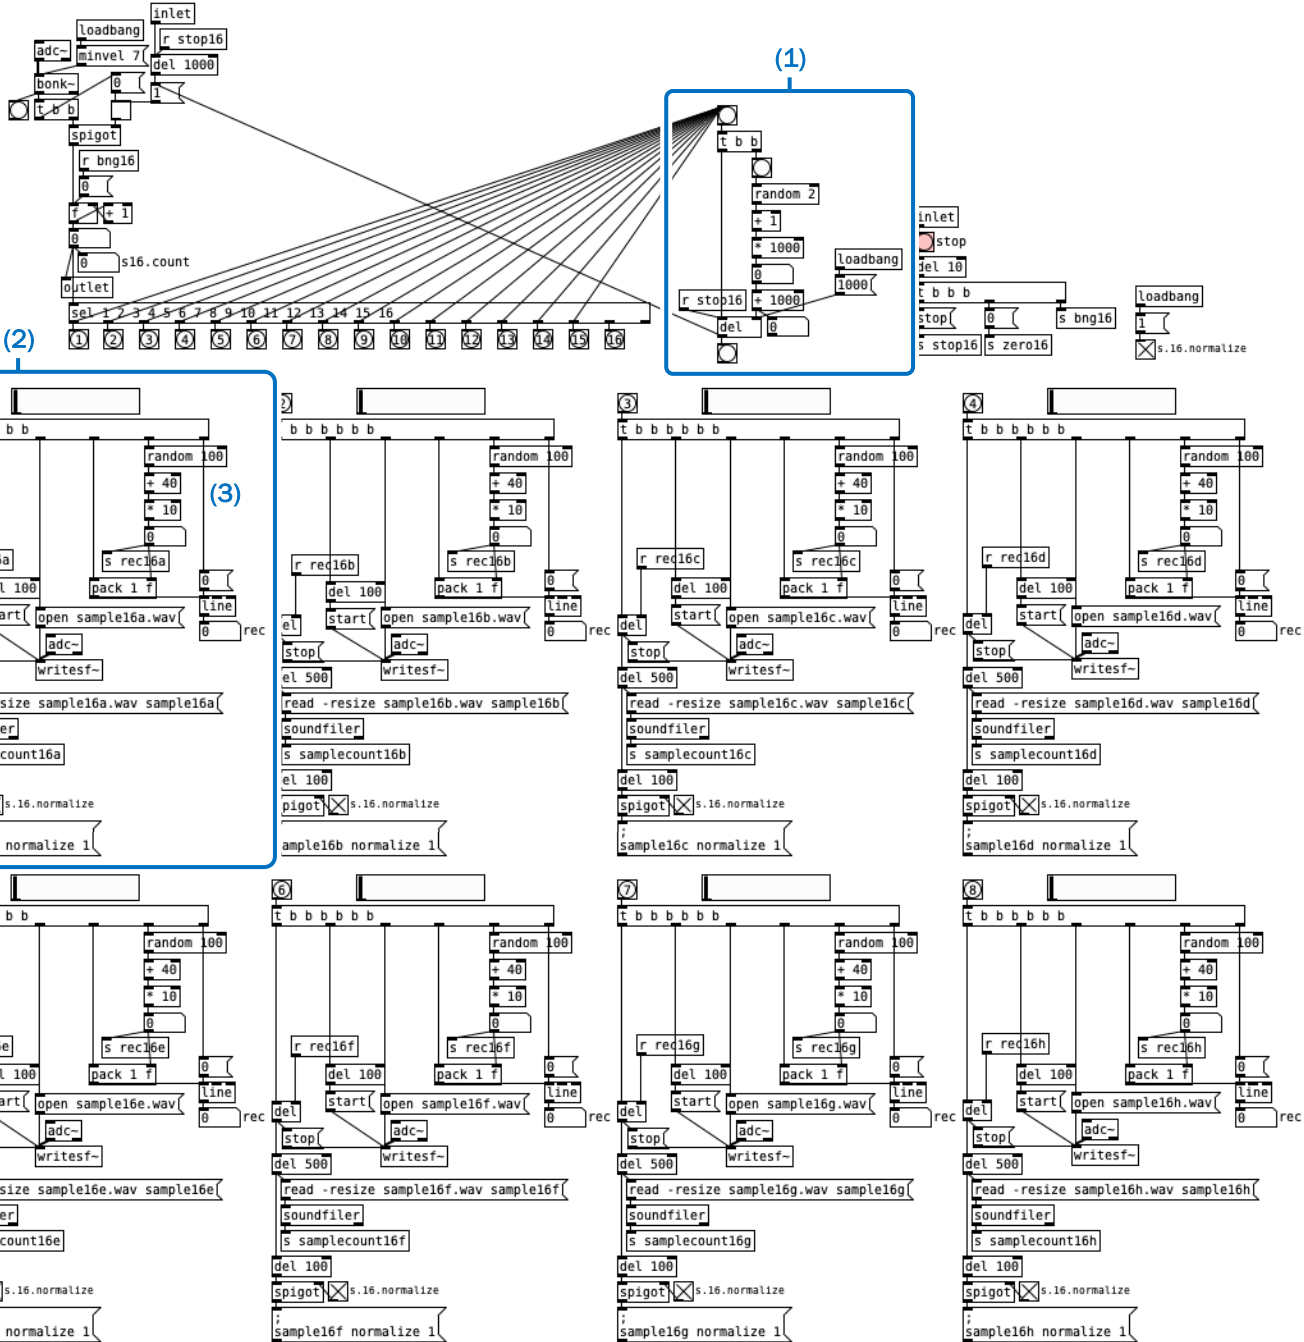 inlet
loadbang
r stop16
adc~
minvel 7
del 1000
bonk~
0
1
t b b
spigot
r bng16
0
f
+ 1
0
0
s16.count
outlet
sel 1 2 3 4 5 6 7 8 9 10 11 12 13 14 15 16
1 2 3 4 5 6 7 8 9 10 11 12 13 14 15 16
(1)
t b b
random 2
+ 1
* 1000
0
loadbang
1000
r stop16
+ 1000
del
0
inlet
stop
del 10
t b b b
stop
0
s bng16
s stop16
s zero16
loadbang
1
s.16.normalize
(2)
b b
random 100
+ 40
(3)
* 10
0
s rec16a
6a
el 100
pack 1 f
0
line
art
open sample16a.wav
0
rec
adc~
writesf~
size sample16a.wav sample16a
er
count16a
s.16.normalize
normalize 1
2
b b b b b b
random 100
+ 40
* 10
0
s rec16b
r rec16b
del 100
pack 1 f
0
line
el
start
open sample16b.wav
0
rec
stop
adc~
writesf~
el 500
read -resize sample16b.wav sample16b
soundfiler
s samplecount16b
el 100
pigot
s.16.normalize
ample16b normalize 1
3
t b b b b b b
random 100
+ 40
* 10
0
s rec16c
r rec16c
del 100
pack 1 f
0
line
del
start
open sample16c.wav
0
rec
stop
adc~
writesf~
del 500
read -resize sample16c.wav sample16c
soundfiler
s samplecount16c
del 100
spigot
s.16.normalize
;
sample16c normalize 1
4
t b b b b b b
random 100
+ 40
* 10
0
s rec16d
r rec16d
del 100
pack 1 f
0
line
del
start
open sample16d.wav
0
rec
stop
adc~
writesf~
del 500
read -resize sample16d.wav sample16d
soundfiler
s samplecount16d
del 100
spigot
s.16.normalize
;
sample16d normalize 1
b b
random 100
+ 40
* 10
0
s rec16e
6e
l 100
pack 1 f
0
line
art
open sample16e.wav
0
rec
adc~
writesf~
size sample16e.wav sample16e
er
count16e
s.16.normalize
normalize 1
6
t b b b b b b
random 100
+ 40
* 10
0
s rec16f
r rec16f
del 100
pack 1 f
0
line
del
start
open sample16f.wav
0
rec
stop
adc~
writesf~
del 500
read -resize sample16f.wav sample16f
soundfiler
s samplecount16f
del 100
spigot
s.16.normalize
;
sample16f normalize 1
7
t b b b b b b
random 100
+ 40
* 10
0
s rec16g
r rec16g
del 100
pack 1 f
0
line
del
start
open sample16g.wav
0
rec
stop
adc~
writesf~
del 500
read -resize sample16g.wav sample16g
soundfiler
s samplecount16g
del 100
spigot
s.16.normalize
;
sample16g normalize 1
8
t b b b b b b
random 100
+ 40
* 10
0
s rec16h
r rec16h
del 100
pack 1 f
0
line
del
start
open sample16h.wav
0
rec
stop
adc~
writesf~
del 500
read -resize sample16h.wav sample16h
soundfiler
s samplecount16h
del 100
spigot
s.16.normalize
;
sample16h normalize 1